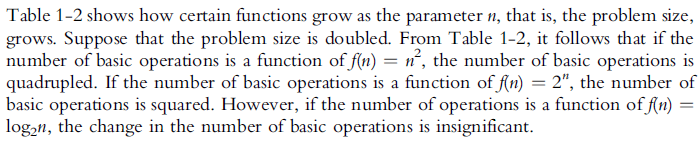 Table 1-2 shows how certain functions grow as the parameter n, that is, the problem size,
grows. Suppose that the problem size is doubled. From Table 1-2, it follows that if the
number of basic operations is a function of f(n) = n², the number of basic operations is
quadrupled. If the number of basic operations is a function of f(n) = 2ⁿ, the number of
basic operations is squared. However, if the number of operations is a function of f(n) =
log₂n, the change in the number of basic operations is insignificant.